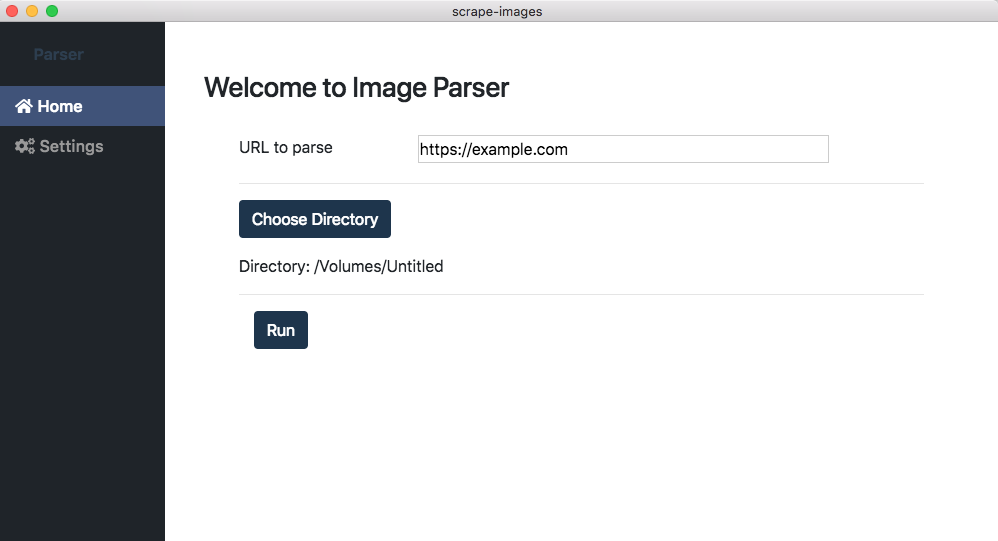 scrape-images
Parser
Home
Settings
Welcome to Image Parser
URL to parse https://example.com
Choose Directory
Directory: /Volumes/Untitled
Run